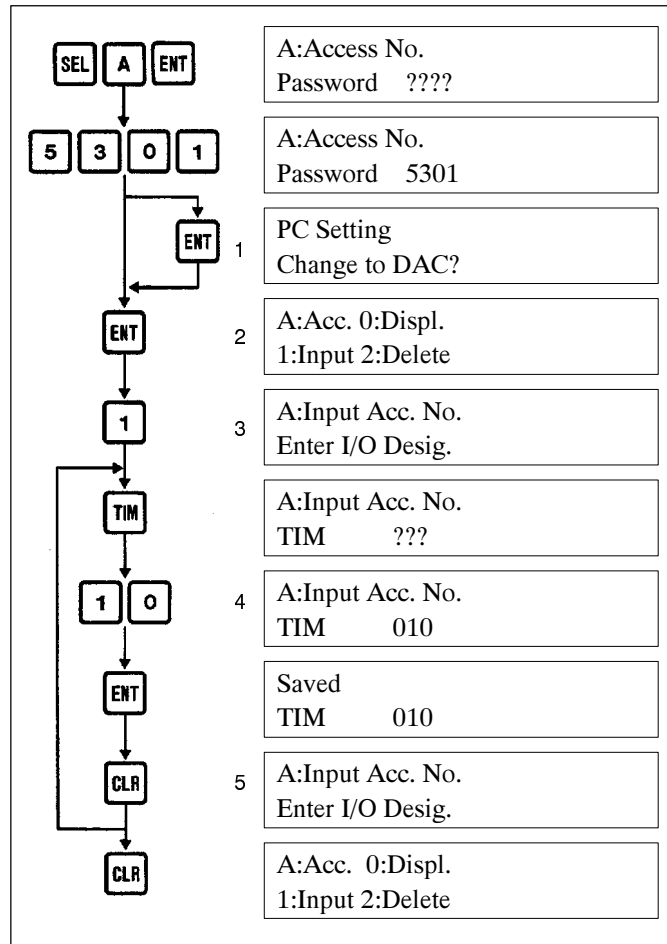 SEL A ENT
A:Access No.
Password ????
5 3 0 1
A:Access No.
Password 5301
ENT
1
PC Setting
Change to DAC?
ENT
2
A:Acc. 0:Displ.
1:Input 2:Delete
1
3
A:Input Acc. No.
Enter I/O Desig.
TIM
A:Input Acc. No.
TIM ???
1 0
4
A:Input Acc. No.
TIM 010
ENT
Saved
TIM 010
CLR
5
A:Input Acc. No.
Enter I/O Desig.
CLR
A:Acc. 0:Displ.
1:Input 2:Delete